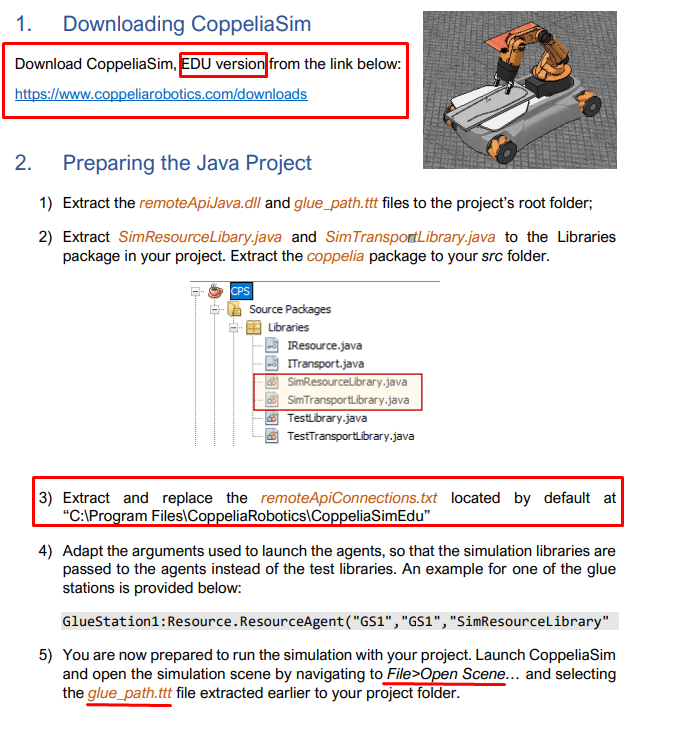 1. Downloading CoppeliaSim
Download CoppeliaSim, EDU version from the link below:
https://www.coppeliarobotics.com/downloads
2. Preparing the Java Project
1) Extract the remoteApiJava.dll and glue_path.ttt files to the project's root folder;
2) Extract SimResourceLibary.java and SimTransportLibrary.java to the Libraries
package in your project. Extract the coppelia package to your src folder.
CPS
Source Packages
Libraries
IResource.java
ITransport.java
SimResourceLibrary.java
SimTransportLibrary.java
TestLibrary.java
TestTransportLibrary.java
3) Extract and replace the remoteApiConnections.txt located by default at
“C:\Program Files\CoppeliaRobotics\CoppeliaSimEdu”
4) Adapt the arguments used to launch the agents, so that the simulation libraries are
passed to the agents instead of the test libraries. An example for one of the glue
stations is provided below:
GlueStation1:Resource.ResourceAgent("GS1","GS1","SimResourceLibrary"
5) You are now prepared to run the simulation with your project. Launch CoppeliaSim
and open the simulation scene by navigating to File>Open Scene… and selecting
the glue_path.ttt file extracted earlier to your project folder.